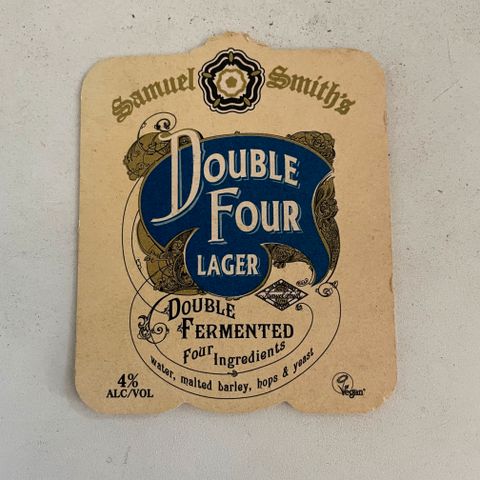 Samuel Smith's
DOUBLE
FOUR
LAGER
DOUBLE
FERMENTED
Four Ingredients
water, malted barley, hops & yeast
4%
ALC/VOL
Vegan